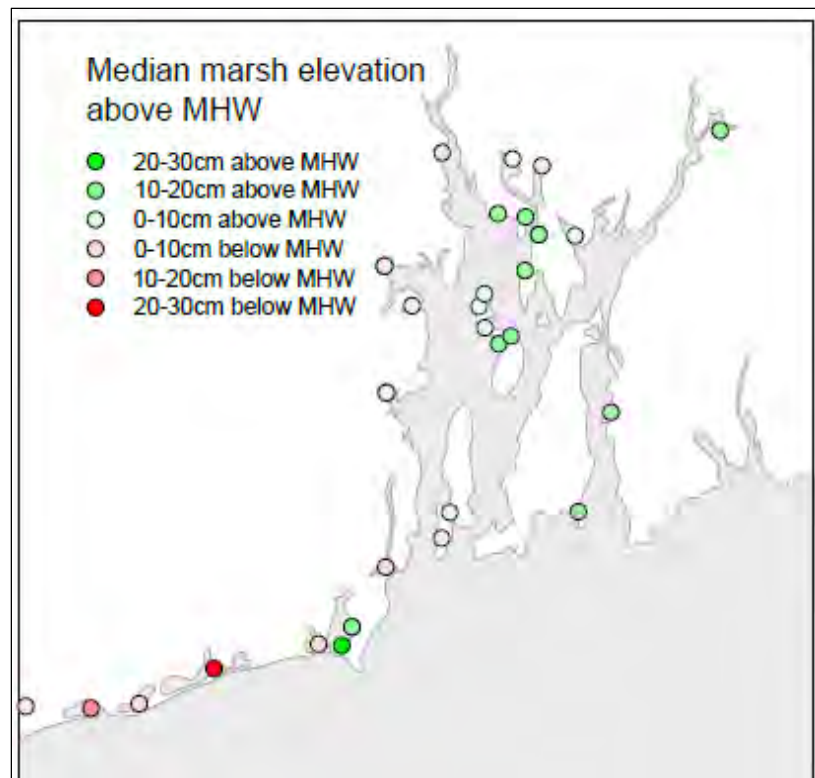 Median marsh elevation
above MHW
20-30cm above MHW
10-20cm above MHW
0-10cm above MHW
0-10cm below MHW
10-20cm below MHW
20-30cm below MHW